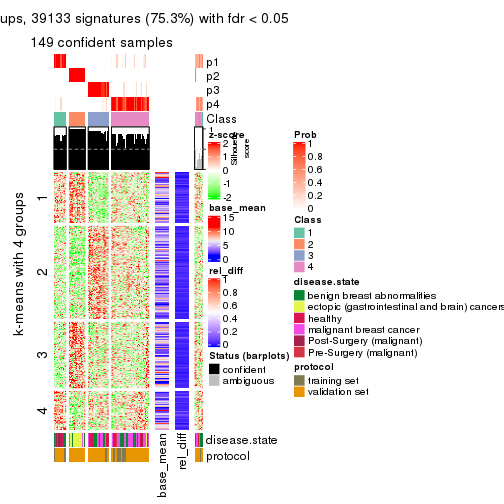 ups, 39133 signatures (75.3%) with fdr < 0.05
149 confident samples
p1
p2
p3
p4
Class
1
Silhouette
score
k-means with 4 groups
1
2
3
4
base_mean
rel_diff
disease.state
protocol
z-score
2
1
0
-1
-2
base_mean
15
10
5
0
rel_diff
1
0.8
0.6
0.4
0.2
0
Status (barplots)
confident
ambiguous
Prob
1
0.8
0.6
0.4
0.2
0
Class
1
2
3
4
disease.state
benign breast abnormalities
ectopic (gastrointestinal and brain) cancers
healthy
malignant breast cancer
Post-Surgery (malignant)
Pre-Surgery (malignant)
protocol
training set
validation set